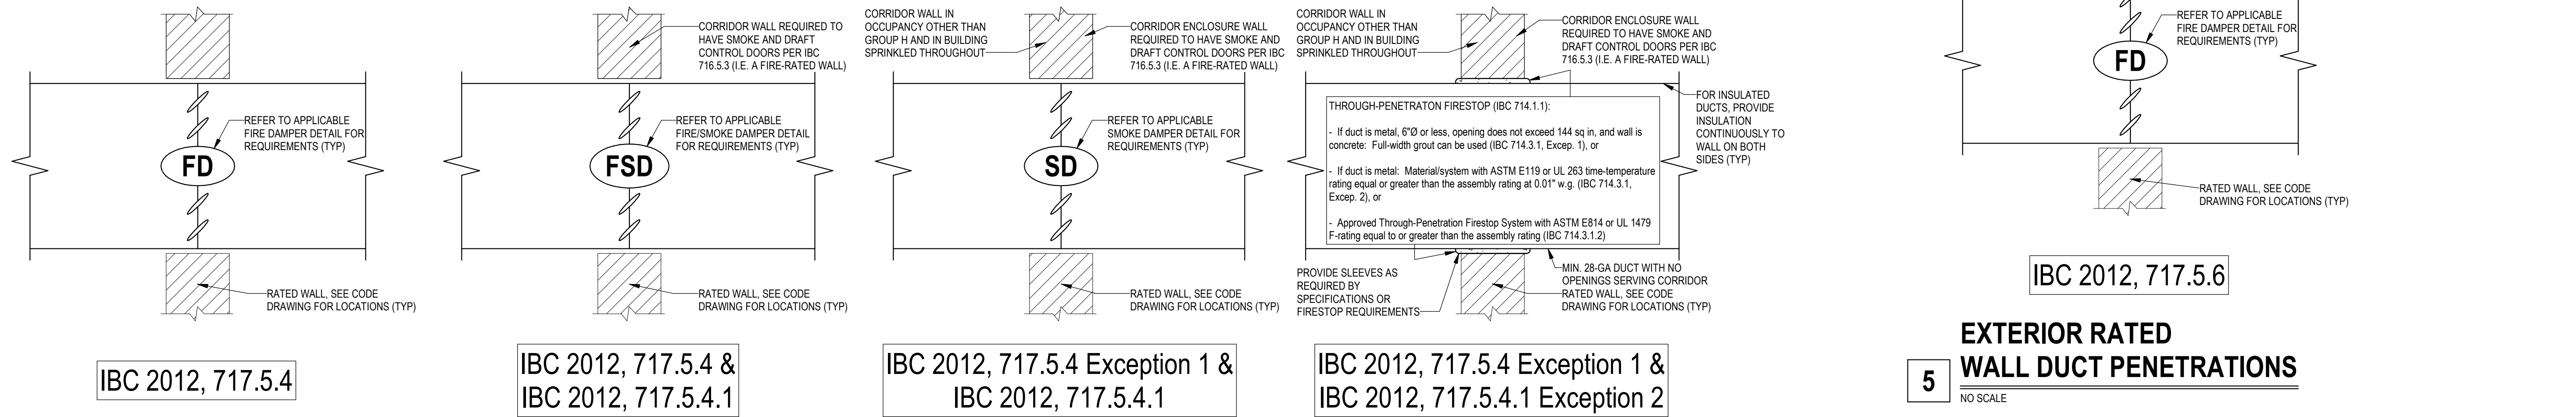 CORRIDOR WALL REQUIRED TO
HAVE SMOKE AND DRAFT
CONTROL DOORS PER IBC
716.5.3 (I.E. A FIRE-RATED WALL)
CORRIDOR WALL IN
OCCUPANCY OTHER THAN
GROUP H AND IN BUILDING
SPRINKLED THROUGHOUT
CORRIDOR ENCLOSURE WALL
REQUIRED TO HAVE SMOKE AND
DRAFT CONTROL DOORS PER IBC
716.5.3 (I.E. A FIRE-RATED WALL)
CORRIDOR WALL IN
OCCUPANCY OTHER THAN
GROUP H AND IN BUILDING
SPRINKLED THROUGHOUT
CORRIDOR ENCLOSURE WALL
REQUIRED TO HAVE SMOKE AND
DRAFT CONTROL DOORS PER IBC
716.5.3 (I.E. A FIRE-RATED WALL)
REFER TO APPLICABLE
FIRE DAMPER DETAIL FOR
REQUIREMENTS (TYP)
FD
REFER TO APPLICABLE
FIRE DAMPER DETAIL FOR
REQUIREMENTS (TYP)
FD
REFER TO APPLICABLE
FIRE/SMOKE DAMPER DETAIL
FOR REQUIREMENTS (TYP)
FSD
REFER TO APPLICABLE
SMOKE DAMPER DETAIL FOR
REQUIREMENTS (TYP)
SD
THROUGH-PENETRATON FIRESTOP (IBC 714.1.1):
- If duct is metal, 6"Ø or less, opening does not exceed 144 sq in, and wall is
concrete: Full-width grout can be used (IBC 714.3.1, Excep. 1), or
- If duct is metal: Material/system with ASTM E119 or UL 263 time-temperature
rating equal or greater than the assembly rating at 0.01" w.g. (IBC 714.3.1,
Excep. 2), or
- Approved Through-Penetration Firestop System with ASTM E814 or UL 1479
F-rating equal to or greater than the assembly rating (IBC 714.3.1.2)
FOR INSULATED
DUCTS, PROVIDE
INSULATION
CONTINUOUSLY TO
WALL ON BOTH
SIDES (TYP)
RATED WALL, SEE CODE
DRAWING FOR LOCATIONS (TYP)
RATED WALL, SEE CODE
DRAWING FOR LOCATIONS (TYP)
RATED WALL, SEE CODE
DRAWING FOR LOCATIONS (TYP)
RATED WALL, SEE CODE
DRAWING FOR LOCATIONS (TYP)
PROVIDE SLEEVES AS
REQUIRED BY
SPECIFICATIONS OR
FIRESTOP REQUIREMENTS
MIN. 28-GA DUCT WITH NO
OPENINGS SERVING CORRIDOR
RATED WALL, SEE CODE
DRAWING FOR LOCATIONS (TYP)
IBC 2012, 717.5.4
IBC 2012, 717.5.4 &
IBC 2012, 717.5.4.1
IBC 2012, 717.5.4 Exception 1 &
IBC 2012, 717.5.4.1
IBC 2012, 717.5.4 Exception 1 &
IBC 2012, 717.5.4.1 Exception 2
IBC 2012, 717.5.6
5
EXTERIOR RATED
WALL DUCT PENETRATIONS
NO SCALE